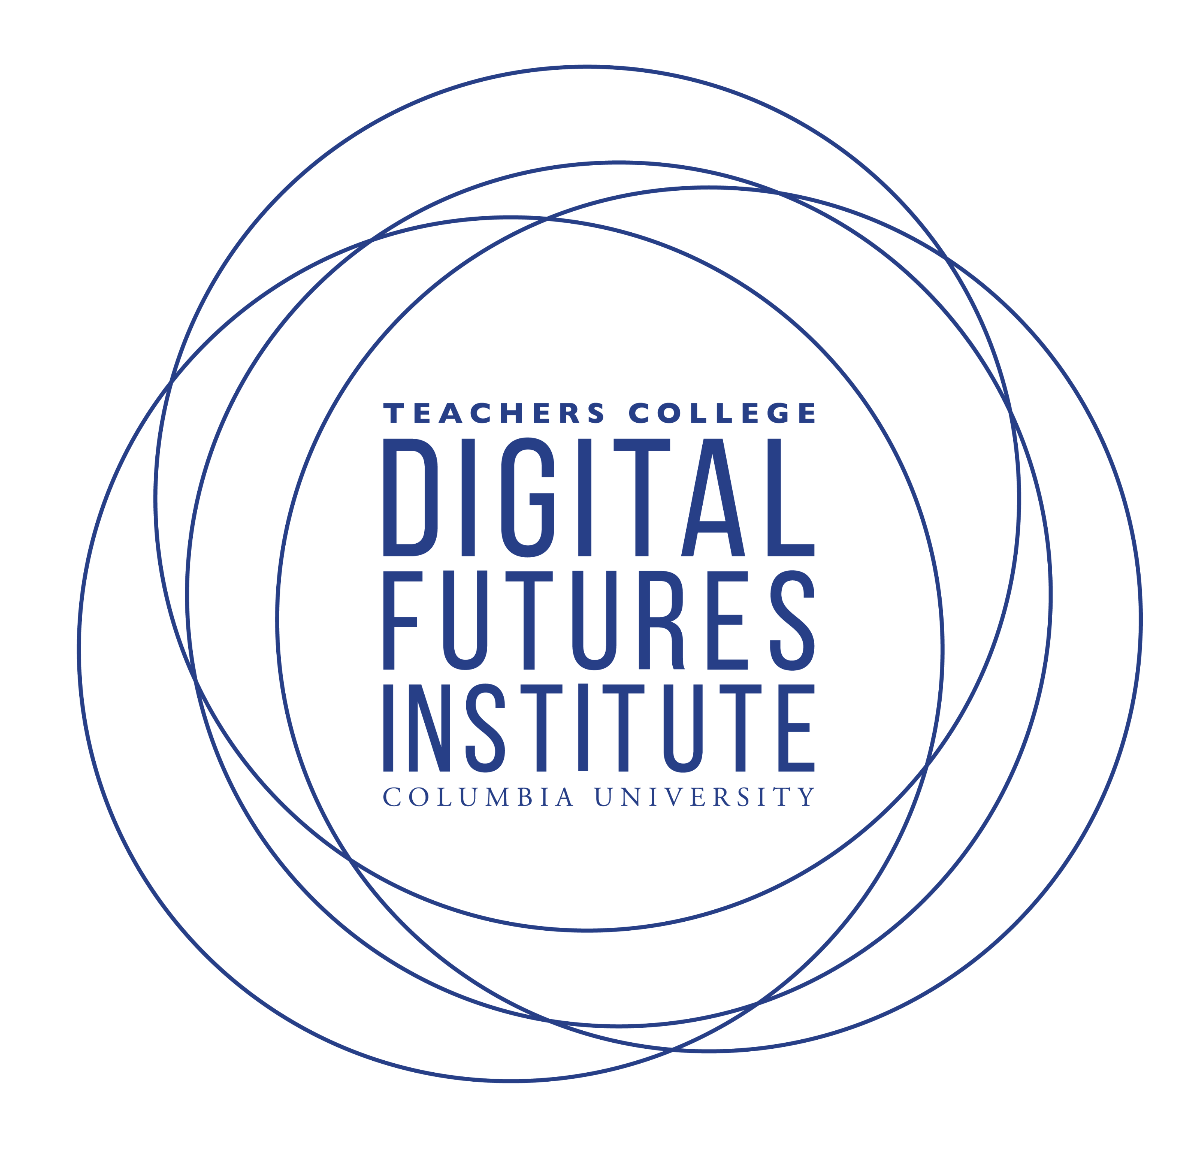 TEACHERS COLLEGE
DIGITAL
FUTURES
INSTITUTE
COLUMBIA UNIVERSITY